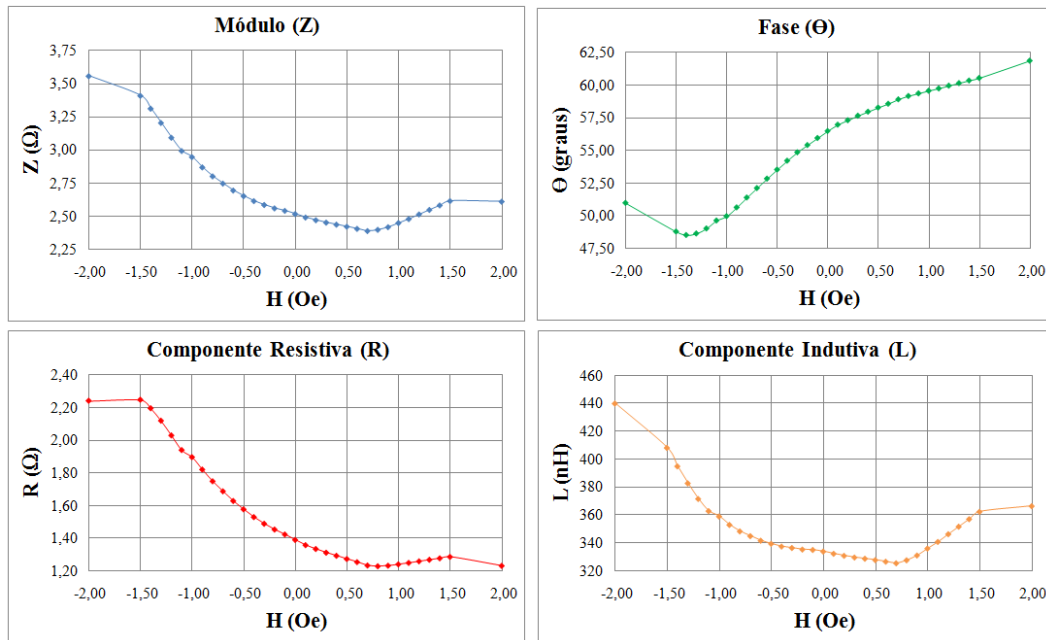 Módulo (Z)
Z (Ω)
3,75
3,50
3,25
3,00
2,75
2,50
2,25
-2,00 -1,50 -1,00 -0,50 0,00 0,50 1,00 1,50 2,00
H (Oe)
Fase (Ɵ)
Ɵ (graus)
62,50
60,00
57,50
55,00
52,50
50,00
47,50
-2,00 -1,50 -1,00 -0,50 0,00 0,50 1,00 1,50 2,00
H (Oe)
Componente Resistiva (R)
R (Ω)
2,40
2,20
2,00
1,80
1,60
1,40
1,20
-2,00 -1,50 -1,00 -0,50 0,00 0,50 1,00 1,50 2,00
H (Oe)
Componente Indutiva (L)
L (nH)
460
440
420
400
380
360
340
320
-2,00 -1,50 -1,00 -0,50 0,00 0,50 1,00 1,50 2,00
H (Oe)